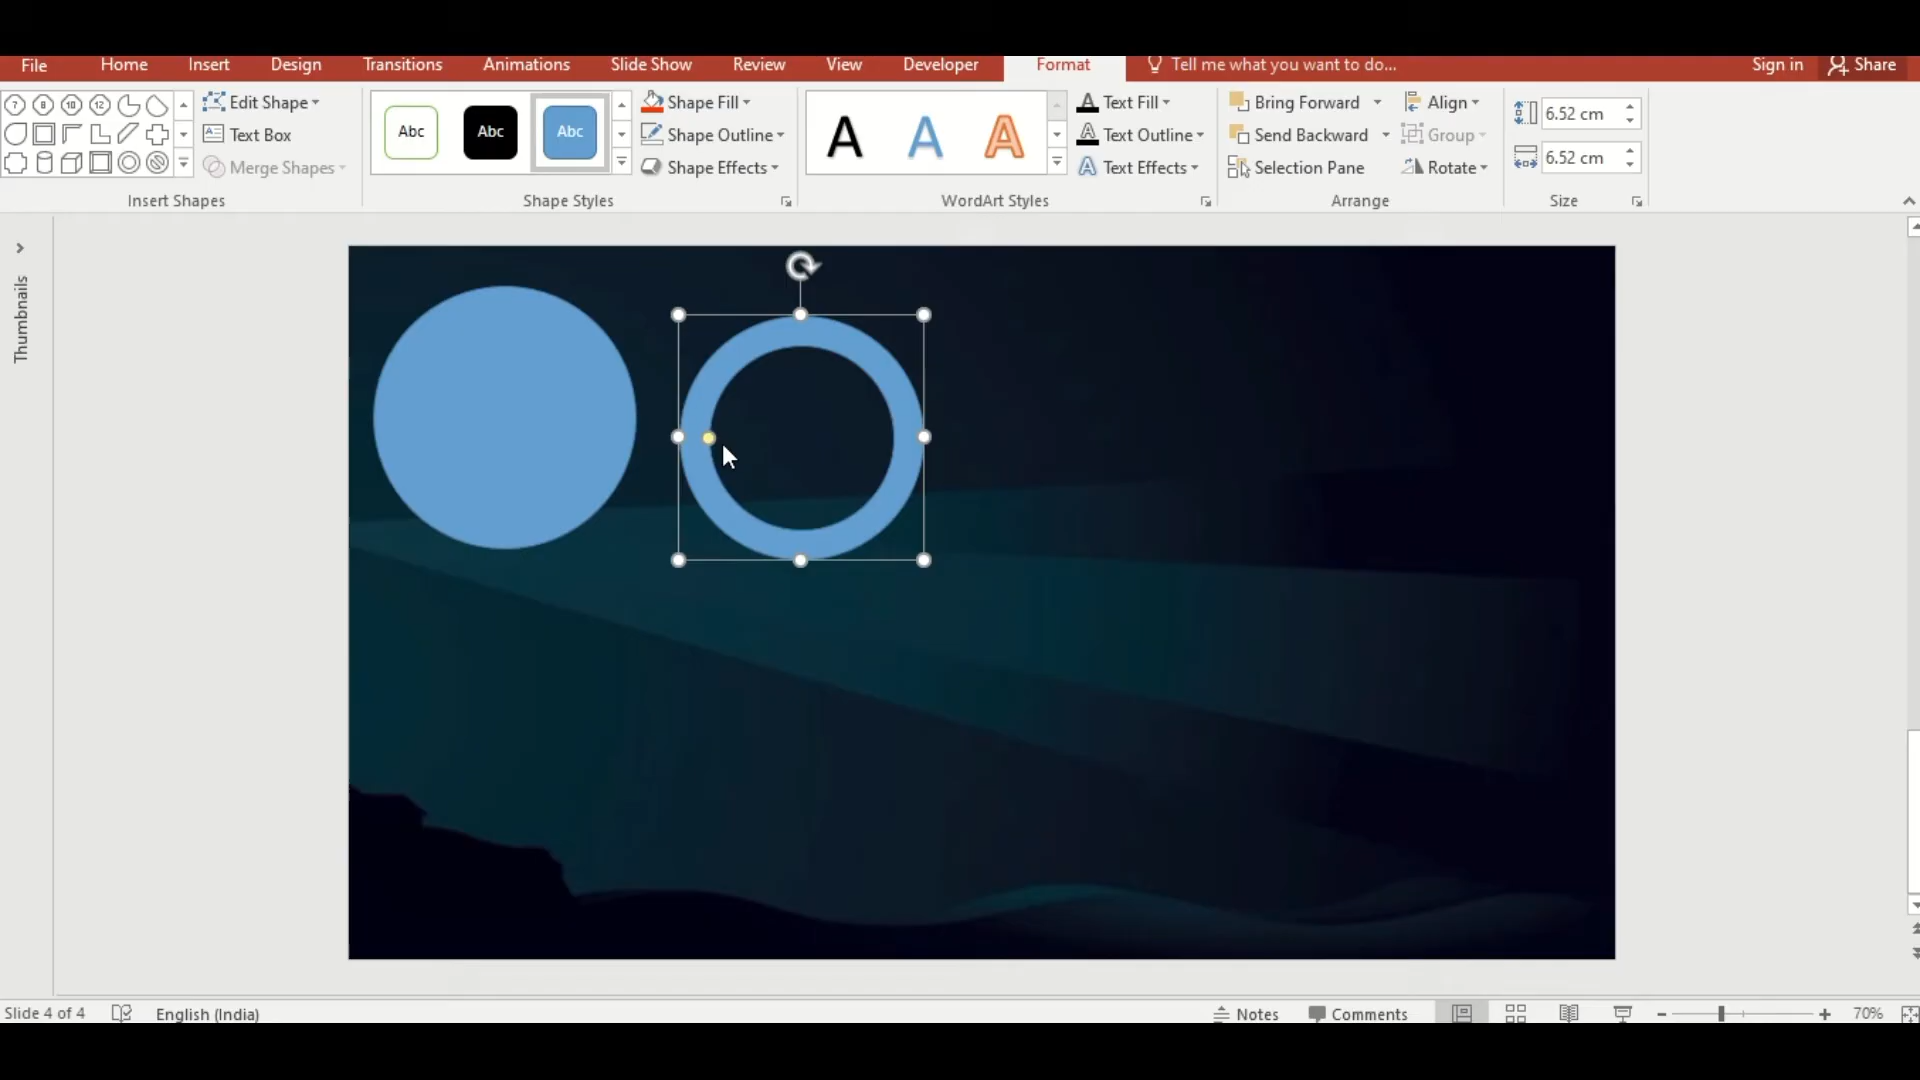 File Home Insert Design Transitions Animations Slide Show Review View Developer Format Tell me what you want to do... Sign in Share
7 8 10 12 Edit Shape Abc Abc Abc Shape Fill A A A Text Fill Bring Forward Align 6.52 cm
Text Box Shape Outline Text Outline Send Backward Group
Merge Shapes Shape Effects Text Effects Selection Pane Rotate 6.52 cm
Insert Shapes Shape Styles WordArt Styles Arrange Size
Thumbnails
Slide 4 of 4 English (India) Notes Comments 70%